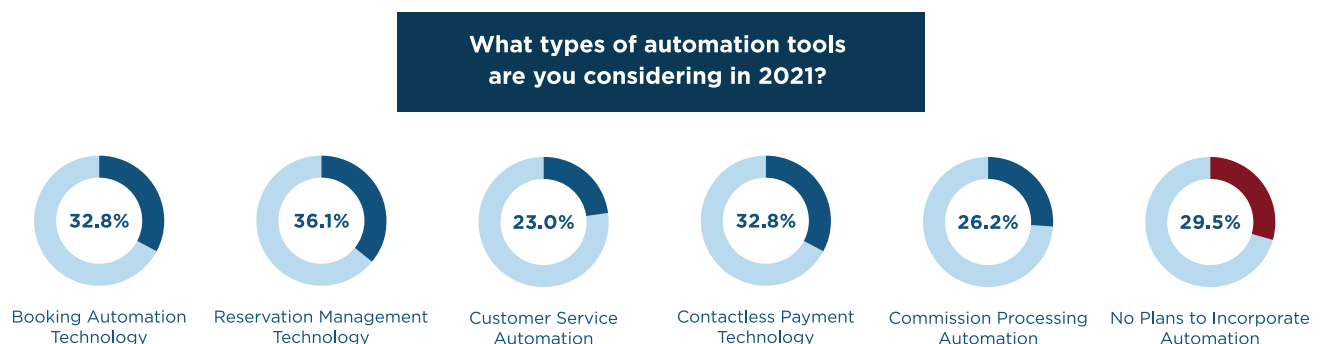 What types of automation tools
are you considering in 2021?
32.8%
36.1%
23.0%
32.8%
26.2%
29.5%
Booking Automation
Technology
Reservation Management
Technology
Customer Service
Automation
Contactless Payment
Technology
Commission Processing
Automation
No Plans to Incorporate
Automation